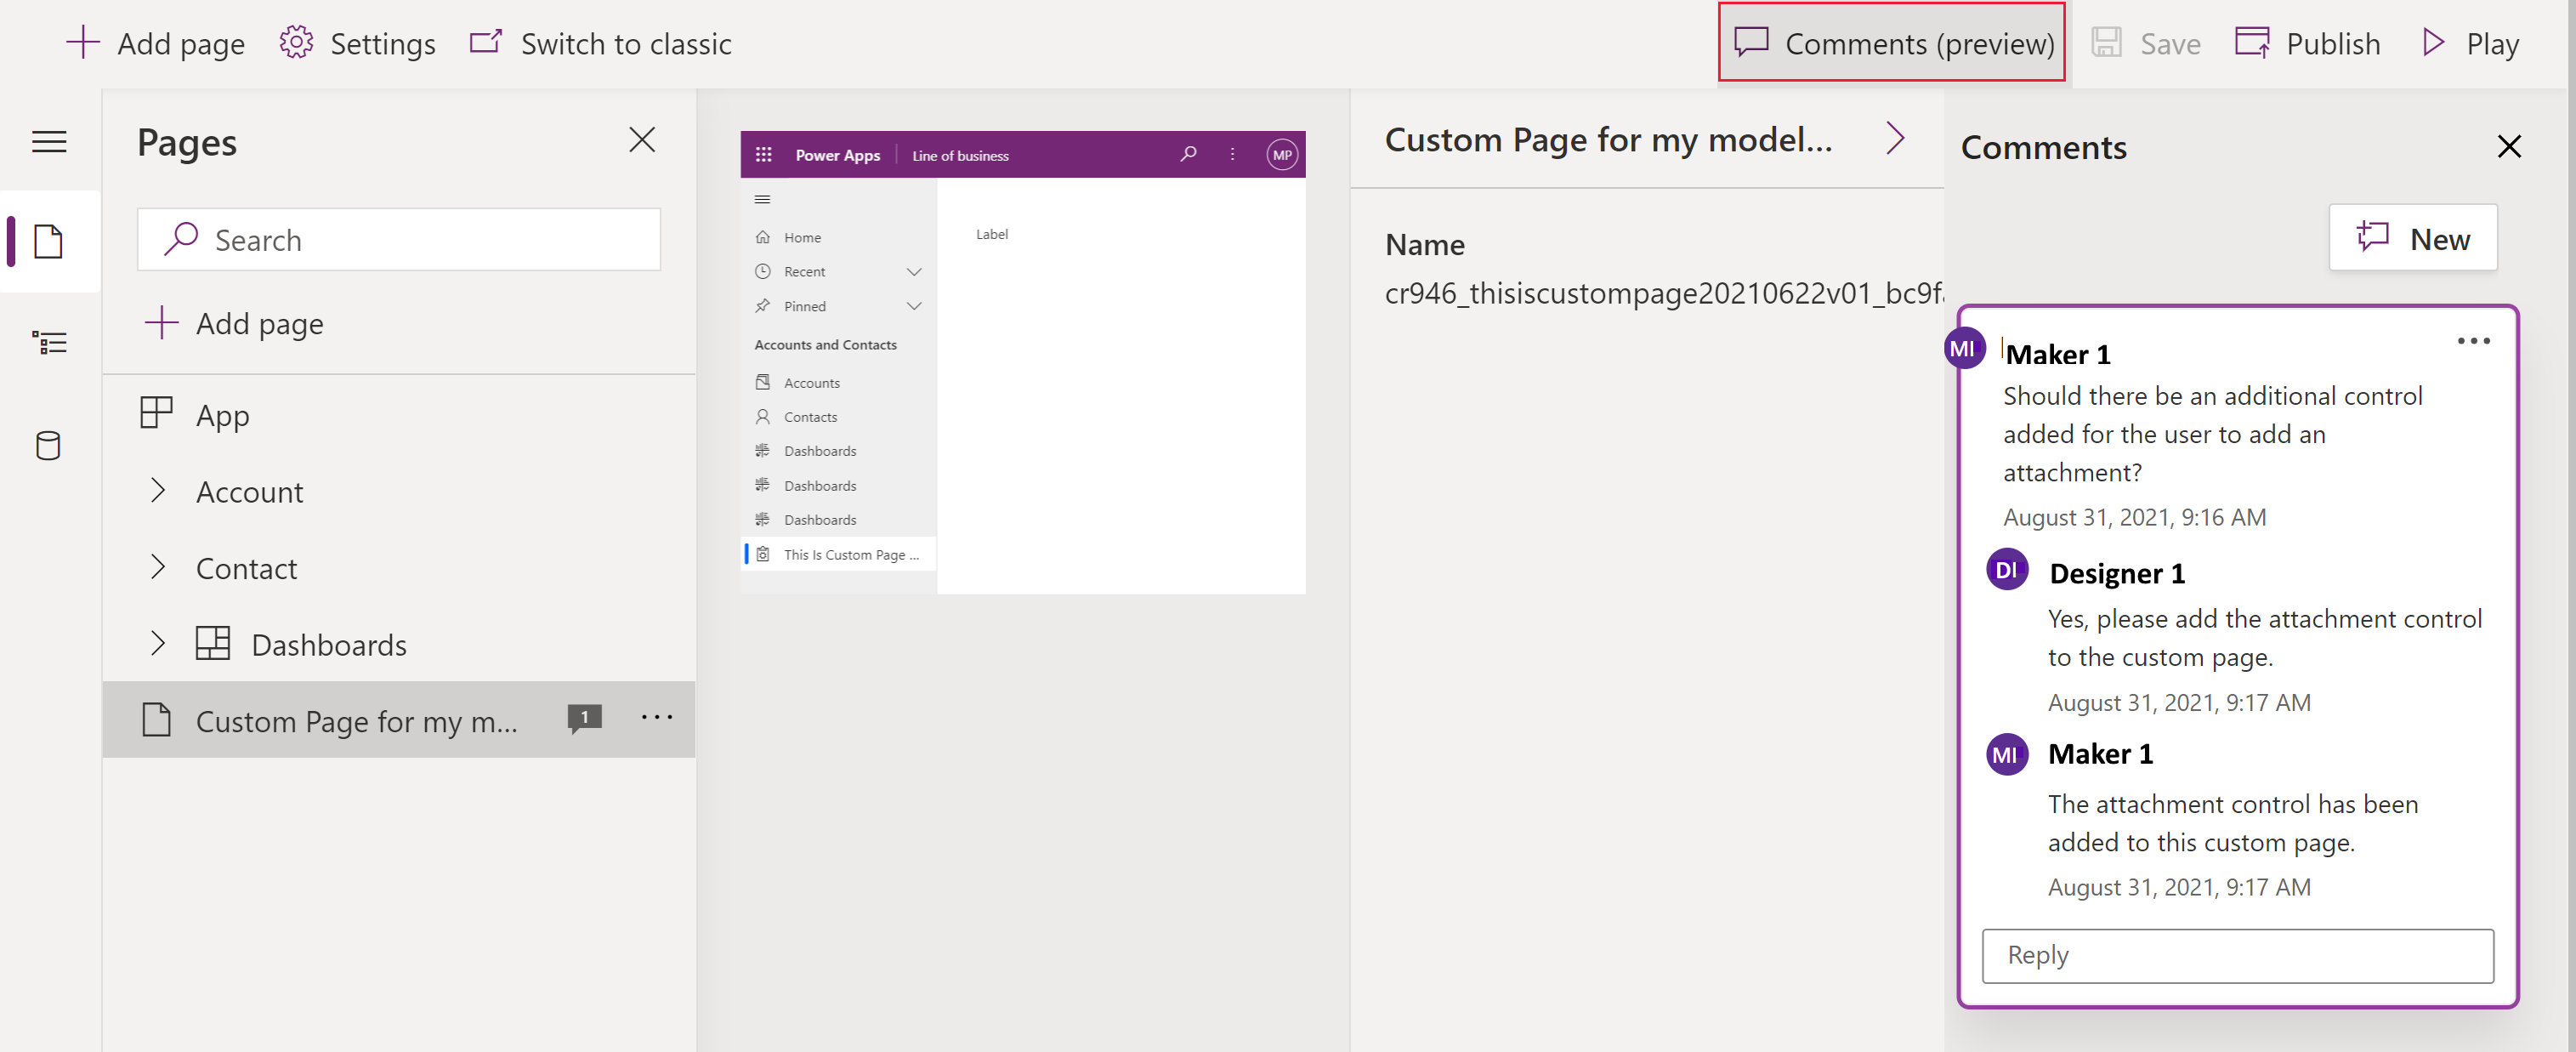 Add page
Settings
Switch to classic
Comments (preview)
Save
Publish
Play
Pages
Search
Add page
App
Account
Contact
Dashboards
Custom Page for my m...
1
Power Apps
Line of business
MP
Home
Recent
Pinned
Accounts and Contacts
Accounts
Contacts
Dashboards
Dashboards
Dashboards
This Is Custom Page ...
Label
Custom Page for my model...
Name
cr946_thisiscustompage20210622v01_bc9f
Comments
New
MI
Maker 1
Should there be an additional control
added for the user to add an
attachment?
August 31, 2021, 9:16 AM
DI
Designer 1
Yes, please add the attachment control
to the custom page.
August 31, 2021, 9:17 AM
MI
Maker 1
The attachment control has been
added to this custom page.
August 31, 2021, 9:17 AM
Reply